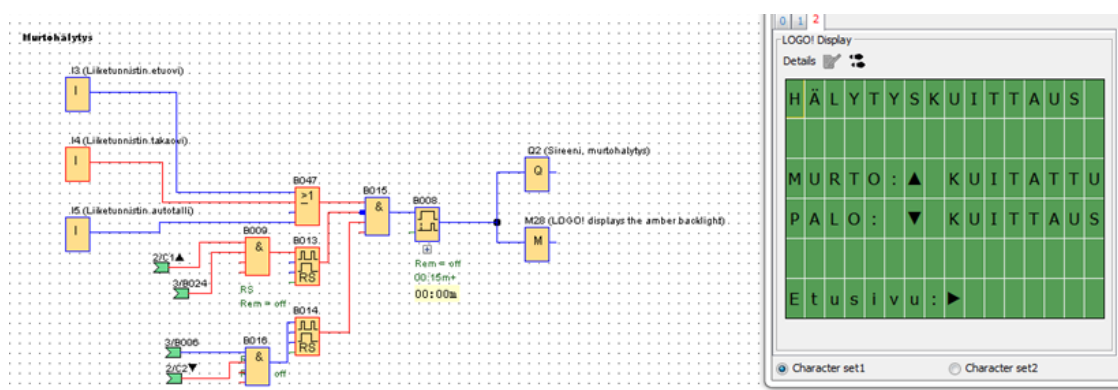 Murtohälytys
I3 (Liiketunnistin.etuovi)
I
I4 (Liiketunnistin.takaovi)
I
I5 (Liiketunnistin.autotalli)
I
B047
≥1
B015.
&
B008.
Rem = off
00:15m+
00:00m
Q2 (Sireeni, murtohalytys)
Q
M28 (LOGO! displays the amber backlight)
M
B009.
&
2/C1▲
3/B024
RS
Rem = off
B013.
RS
B014.
RS
3/B006
B016.
&
2/C2▼
off
0 1 2
LOGO! Display
Details
HÄLYTYSKUITTAUS
MURTO:▲ KUITATTU
PALO: ▼ KUITTAUS
Etusivu:►
Character set1
Character set2